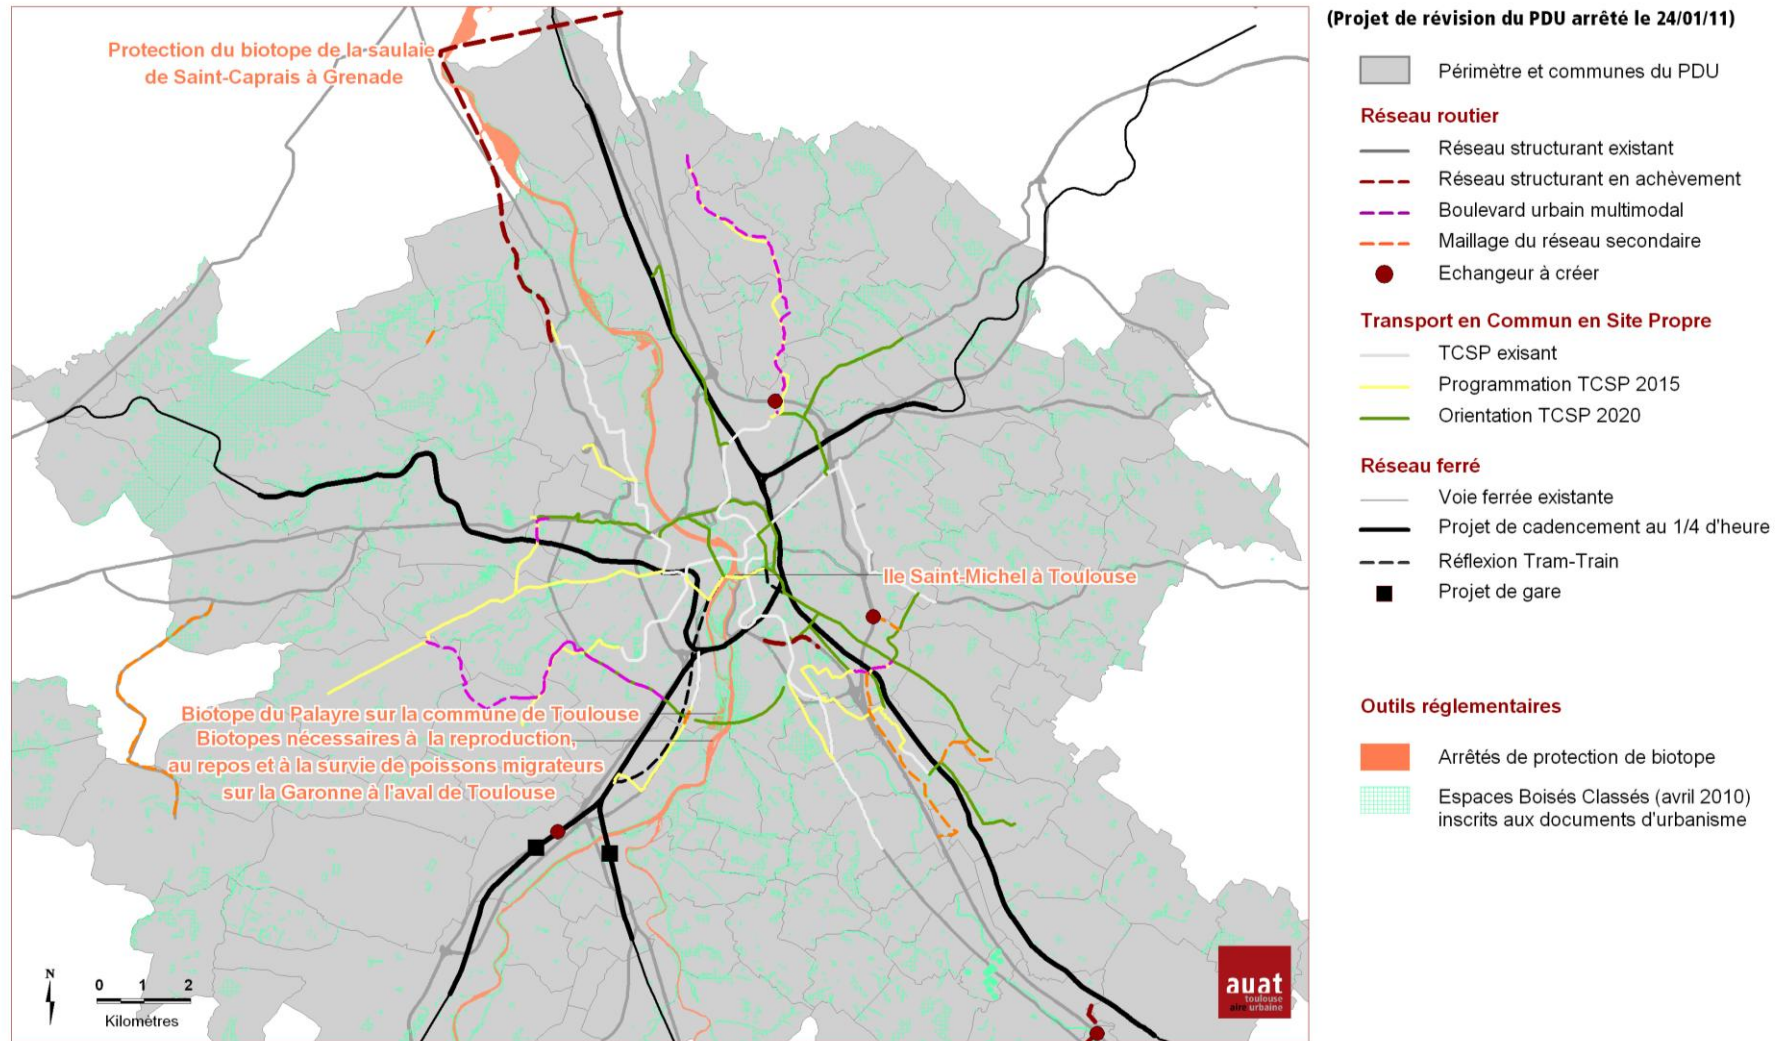 Protection du biotope de la saulaie
de Saint-Caprais à Grenade
Ile Saint-Michel à Toulouse
Biotope du Palayre sur la commune de Toulouse
Biotopes nécessaires à la reproduction,
au repos et à la survie de poissons migrateurs
sur la Garonne à l'aval de Toulouse
N
0 1 2
Kilomètres
auat
toulouse
aire urbaine
(Projet de révision du PDU arrêté le 24/01/11)
Périmètre et communes du PDU
Réseau routier
Réseau structurant existant
Réseau structurant en achèvement
Boulevard urbain multimodal
Maillage du réseau secondaire
Echangeur à créer
Transport en Commun en Site Propre
TCSP exisant
Programmation TCSP 2015
Orientation TCSP 2020
Réseau ferré
Voie ferrée existante
Projet de cadencement au 1/4 d'heure
Réflexion Tram-Train
Projet de gare
Outils réglementaires
Arrêtés de protection de biotope
Espaces Boisés Classés (avril 2010)
inscrits aux documents d'urbanisme